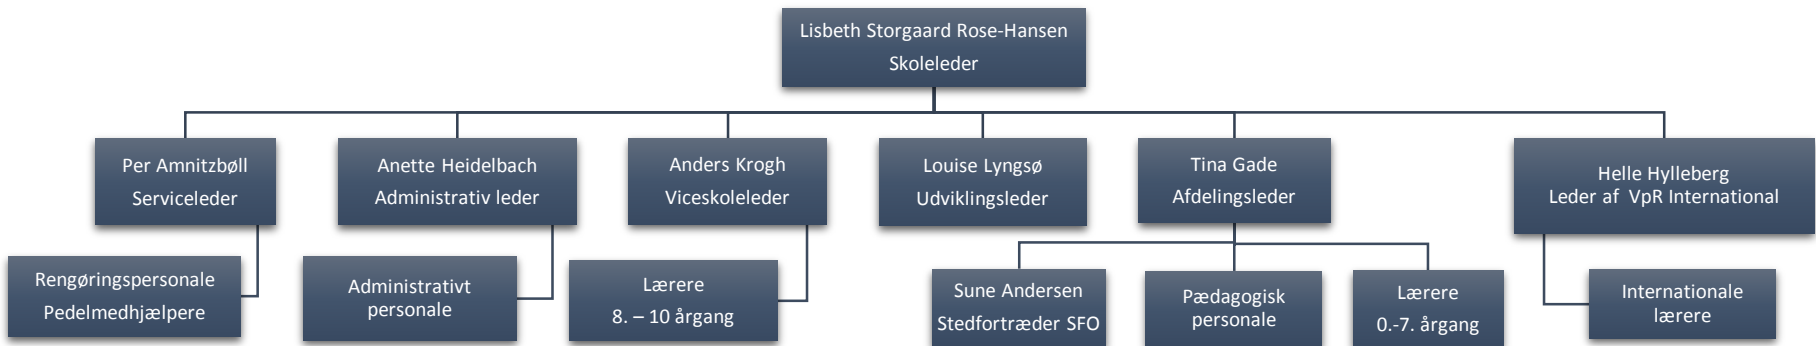 Lisbeth Storgaard Rose-Hansen
Skoleleder
Per Amnitzbøll
Serviceleder
Anette Heidelbach
Administrativ leder
Anders Krogh
Viceskoleleder
Louise Lyngsø
Udviklingsleder
Tina Gade
Afdelingsleder
Helle Hylleberg
Leder af  VpR International
Rengøringspersonale
Pedelmedhjælpere
Administrativt
personale
Lærere
8. – 10 årgang
Sune Andersen
Stedfortræder SFO
Pædagogisk
personale
Lærere
0.-7. årgang
Internationale
lærere